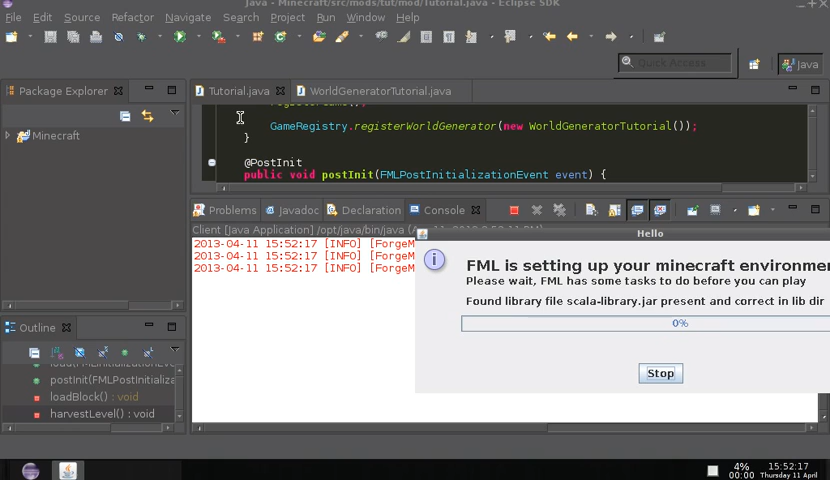 Java - Minecraft/src/mods/tut/mod/Tutorial.java - Eclipse SDK
File Edit Source Refactor Navigate Search Project Run Window Help
Quick Access
Java
Package Explorer
Minecraft
Tutorial.java
WorldGeneratorTutorial.java
GameRegistry.registerWorldGenerator(new WorldGeneratorTutorial());
}
@PostInit
public void postInit(FMLPostInitializationEvent event) {
Problems
Javadoc
Declaration
Console
Client [Java Application] /opt/java/bin/java
2013-04-11 15:52:17 [INFO] [ForgeM
2013-04-11 15:52:17 [INFO] [ForgeM
2013-04-11 15:52:17 [INFO] [ForgeM
Hello
FML is setting up your minecraft environme
Please wait, FML has some tasks to do before you can play
Found library file scala-library.jar present and correct in lib dir
0%
Stop
Outline
postInit(FMLPostInitializa
loadBlock() : void
harvestLevel() : void
4%
00:00
15:52:17
Thursday 11 April